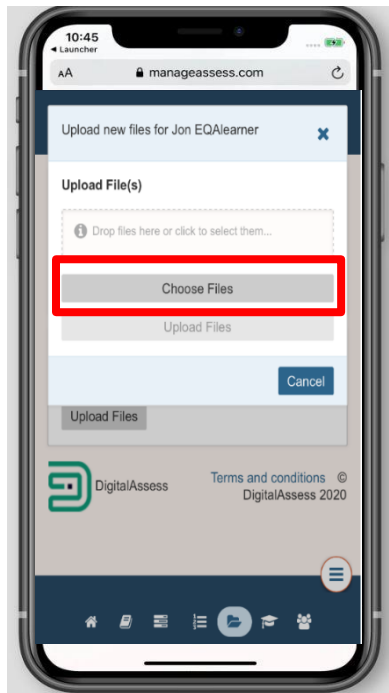 10:45
◀ Launcher
AA manageassess.com
Upload new files for Jon EQAlearner
Upload File(s)
Drop files here or click to select them...
Choose Files
Upload Files
Cancel
Upload Files
DigitalAssess
Terms and conditions ©
DigitalAssess 2020